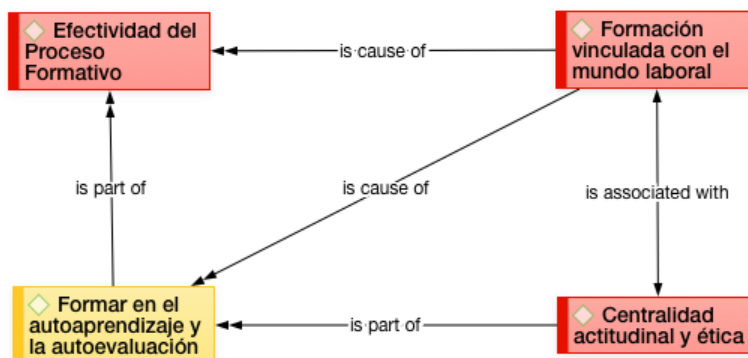 Efectividad del
Proceso
Formativo
is cause of
Formación
vinculada con el
mundo laboral
is part of
is cause of
is associated with
Formar en el
autoaprendizaje y
la autoevaluación
is part of
Centralidad
actitudinal y ética